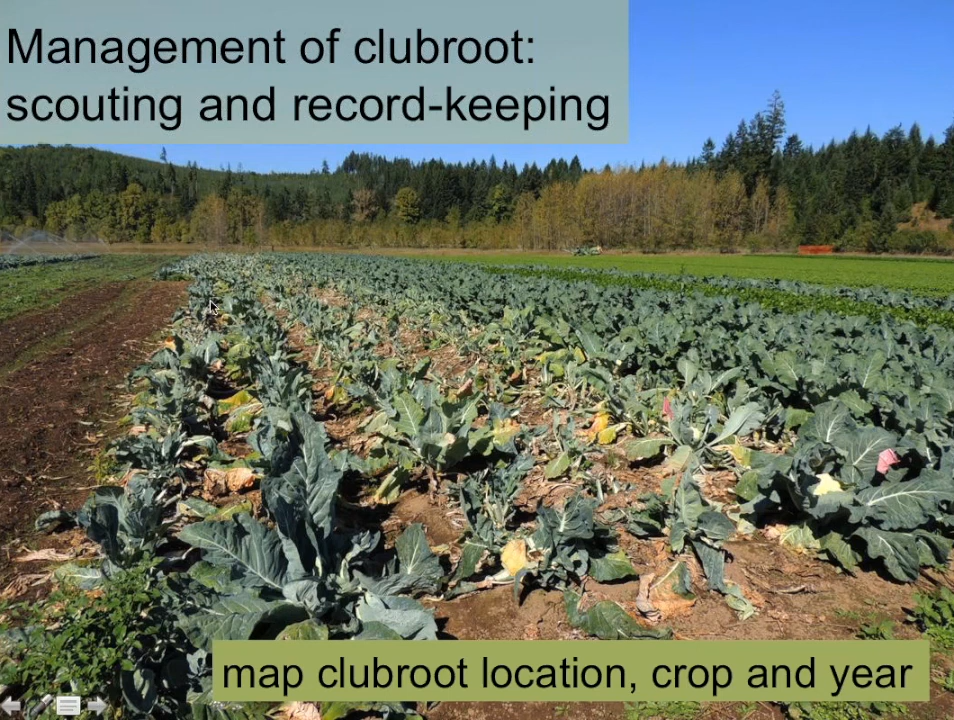 Management of clubroot:
scouting and record-keeping
map clubroot location, crop and year